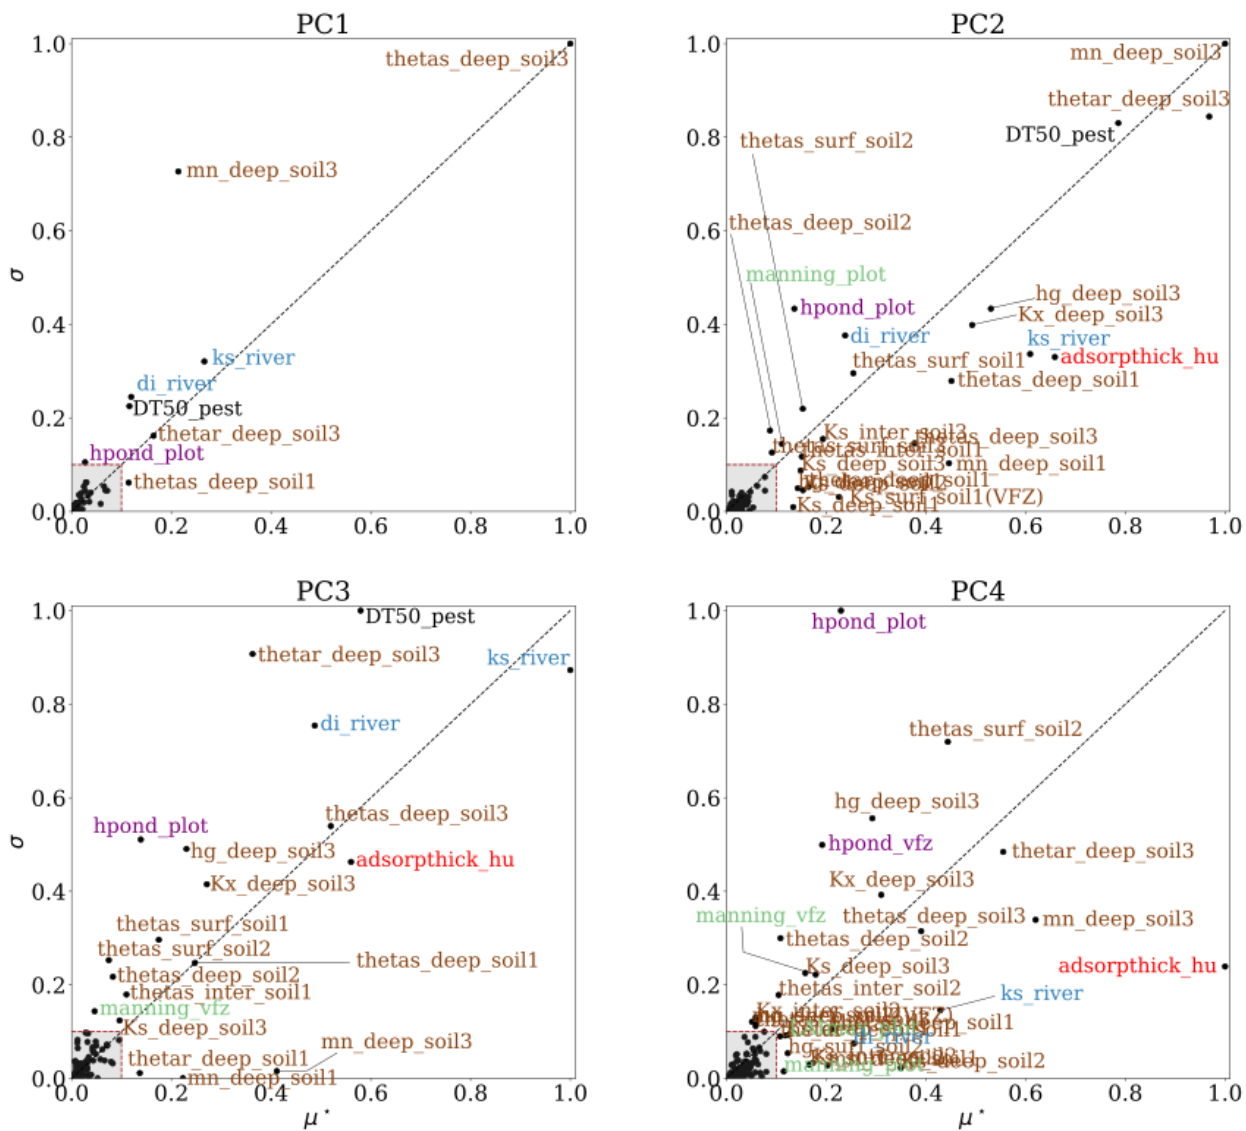 PC1
1.0
0.8
0.6
0.4
0.2
0.0
σ
thetas_deep_soil3
mn_deep_soil3
ks_river
di_river
DT50_pest
thetar_deep_soil3
hpond_plot
thetas_deep_soil1
0.0 0.2 0.4 0.6 0.8 1.0
PC2
1.0
0.8
0.6
0.4
0.2
0.0
mn_deep_soil3
thetar_deep_soil3
DT50_pest
thetas_surf_soil2
thetas_deep_soil2
manning_plot
hg_deep_soil3
hpond_plot
Kx_deep_soil3
di_river
ks_river
thetas_surf_soil1
adsorpthick_hu
thetas_deep_soil1
Ks_inter_soil3
thetas_deep_soil3
thetas_inter_soil1
Ks_deep_soil3
mn_deep_soil1
thetar_deep_soil1
Ks_surf_soil1(VFZ)
Ks_deep_soil1
0.0 0.2 0.4 0.6 0.8 1.0
PC3
1.0
0.8
0.6
0.4
0.2
0.0
σ
DT50_pest
thetar_deep_soil3
ks_river
di_river
thetas_deep_soil3
hpond_plot
hg_deep_soil3
adsorpthick_hu
Kx_deep_soil3
thetas_surf_soil1
thetas_surf_soil2
thetas_deep_soil1
thetas_deep_soil2
thetas_inter_soil1
manning_vfz
Ks_deep_soil3
mn_deep_soil3
thetar_deep_soil1
mn_deep_soil1
0.0 0.2 0.4 0.6 0.8 1.0
μ*
PC4
1.0
0.8
0.6
0.4
0.2
0.0
hpond_plot
thetas_surf_soil2
hg_deep_soil3
hpond_vfz
thetar_deep_soil3
Kx_deep_soil3
manning_vfz
thetas_deep_soil3
mn_deep_soil3
thetas_deep_soil2
Ks_deep_soil3
adsorpthick_hu
thetas_inter_soil2
ks_river
di_river
hg_surf_soil2
manning_plot
0.0 0.2 0.4 0.6 0.8 1.0
μ*